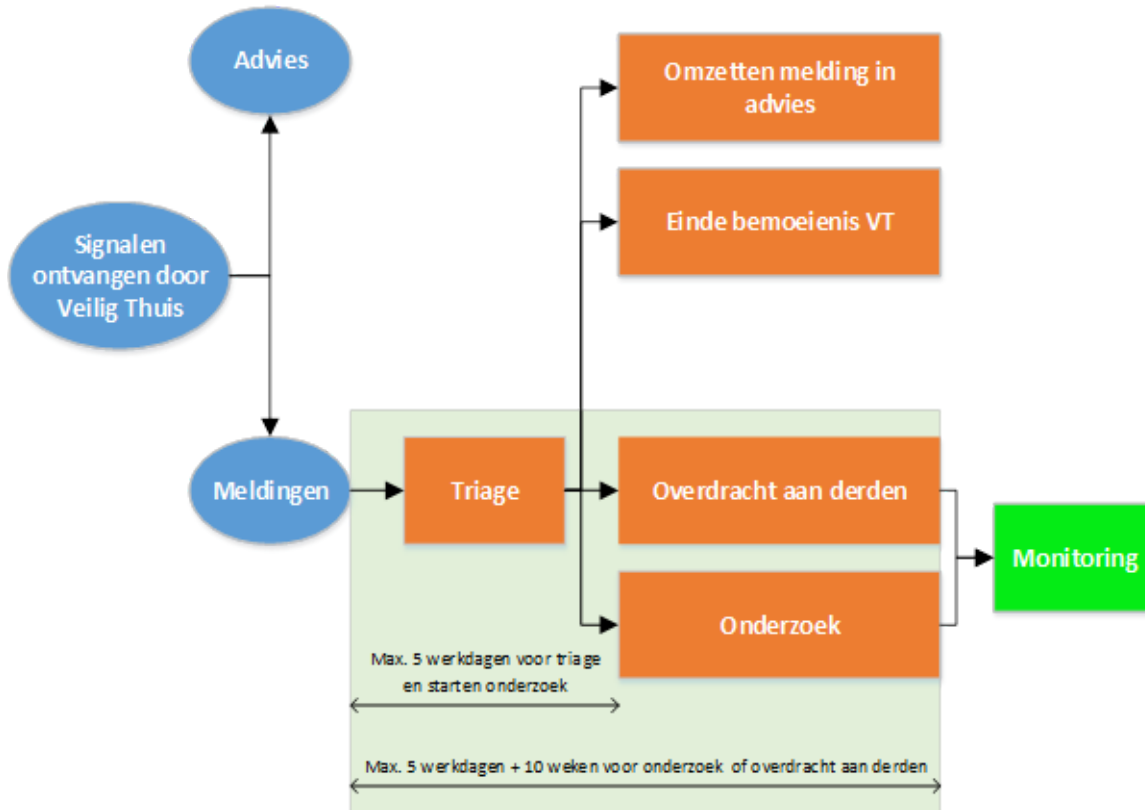 Advies
Omzetten melding in
advies
Einde bemoeienis VT
Signalen
ontvangen door
Veilig Thuis
Meldingen
Triage
Overdracht aan derden
Onderzoek
Monitoring
Max. 5 werkdagen voor triage
en starten onderzoek
Max. 5 werkdagen + 10 weken voor onderzoek of overdracht aan derden